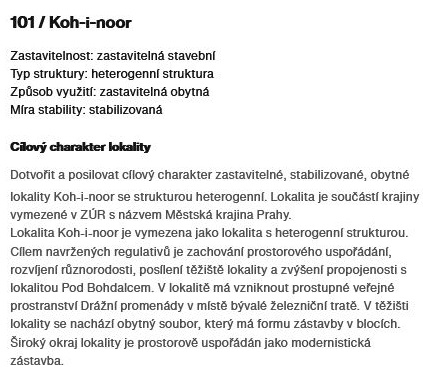 101 / Koh-i-noor
Zastavitelnost: zastavitelná stavební
Typ struktury: heterogenní struktura
Způsob využití: zastavitelná obytná
Míra stability: stabilizovaná
Cílový charakter lokality
Dotvořit a posilovat cílový charakter zastavitelné, stabilizované, obytné
lokality Koh-i-noor se strukturou heterogenní. Lokalita je součástí krajiny
vymezené v ZÚR s názvem Městská krajina Prahy.
Lokalita Koh-i-noor je vymezena jako lokalita s heterogenní strukturou.
Cílem navržených regulativů je zachování prostorového uspořádání,
rozvíjení různorodosti, posílení těžiště lokality a zvýšení propojenosti s
lokalitou Pod Bohdalcem. V lokalitě má vzniknout prostupné veřejné
prostranství Drážní promenády v místě bývalé železniční tratě. V těžišti
lokality se nachází obytný soubor, který má formu zástavby v blocích.
Široký okraj lokality je prostorově uspořádán jako modernistická
zástavba.